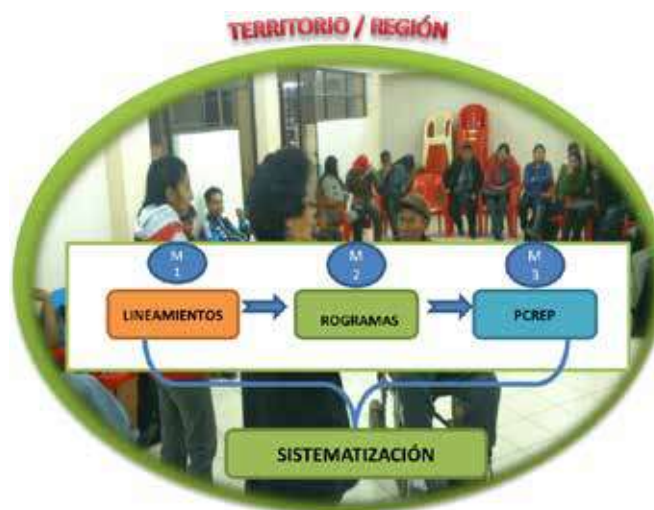 TERRITORIO / REGIÓN
M
1
M
2
M
3
LINEAMIENTOS
ROGRAMAS
PCREP
SISTEMATIZACIÓN